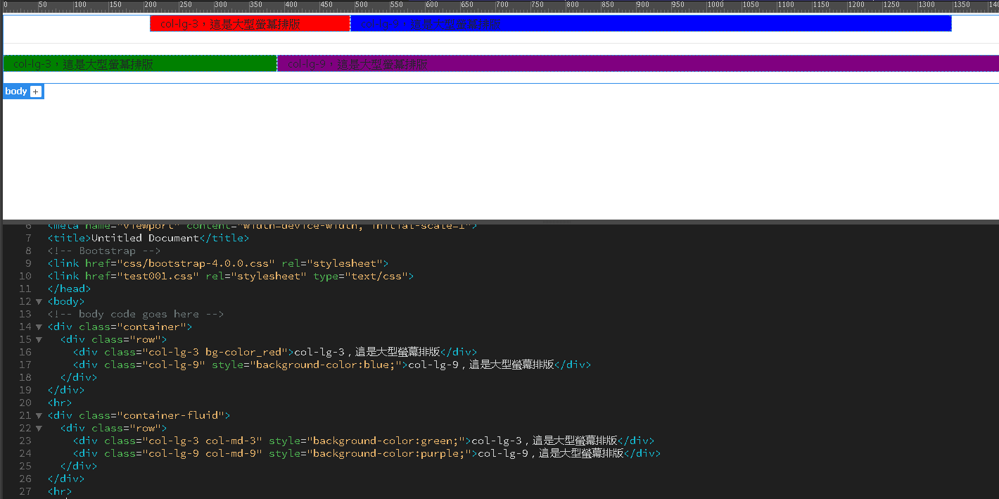 0 50 100 150 200 250 300 350 400 450 500 550 600 650 700 750 800 850 900 950 1000 1050 1100 1150 1200 1250 1300 1350
col-lg-3，這是大型螢幕排版 col-lg-9，這是大型螢幕排版
col-lg-3，這是大型螢幕排版 col-lg-9，這是大型螢幕排版
body +
6 <meta name="viewport" content="width=device-width, initial-scale=1">
7 <title>Untitled Document</title>
8 <!-- Bootstrap -->
9 <link href="css/bootstrap-4.0.0.css" rel="stylesheet">
10 <link href="test001.css" rel="stylesheet" type="text/css">
11 </head>
12 ▼ <body>
13 <!-- body code goes here -->
14 ▼ <div class="container">
15 ▼ <div class="row">
16 <div class="col-lg-3 bg-color_red">col-lg-3，這是大型螢幕排版</div>
17 <div class="col-lg-9" style="background-color:blue;">col-lg-9，這是大型螢幕排版</div>
18 </div>
19 </div>
20 <hr>
21 ▼ <div class="container-fluid">
22 ▼ <div class="row">
23 <div class="col-lg-3 col-md-3" style="background-color:green;">col-lg-3，這是大型螢幕排版</div>
24 <div class="col-lg-9 col-md-9" style="background-color:purple;">col-lg-9，這是大型螢幕排版</div>
25 </div>
26 </div>
27 <hr>